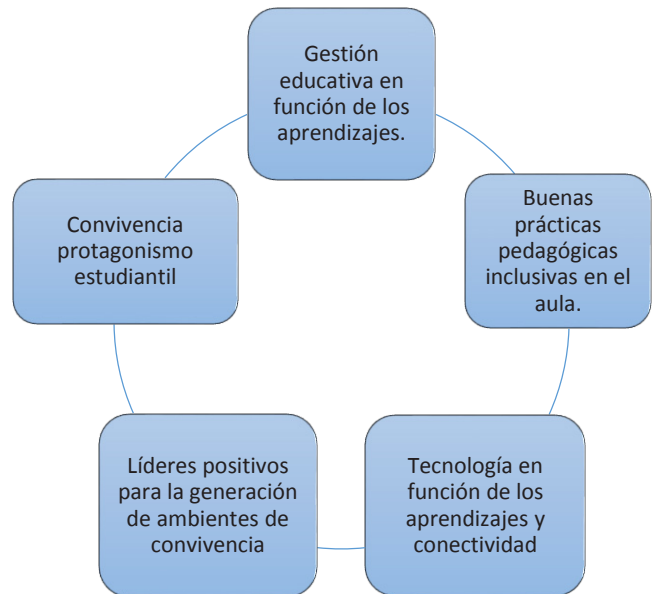 Gestión
educativa en
función de los
aprendizajes.
Buenas
prácticas
pedagógicas
inclusivas en el
aula.
Tecnología en
función de los
aprendizajes y
conectividad
Líderes positivos
para la generación
de ambientes de
convivencia
Convivencia
protagonismo
estudiantil